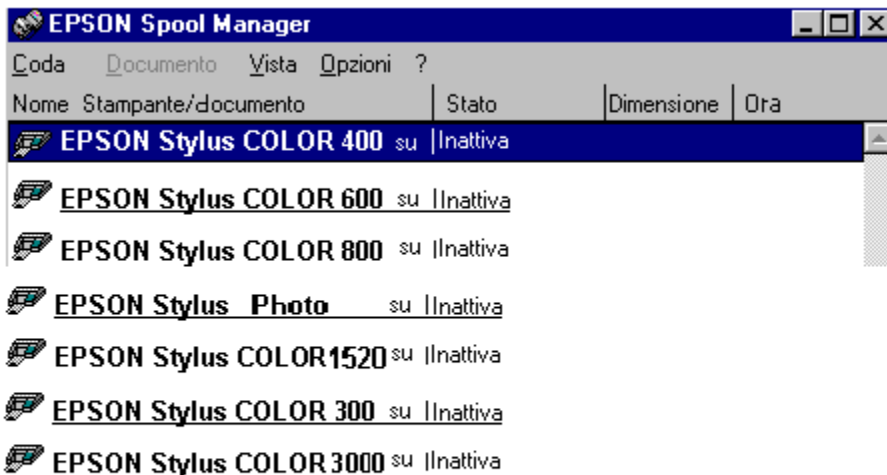 EPSON Spool Manager
Coda Documento Vista Opzioni ?
Nome Stampante/documento Stato Dimensione Ora
EPSON Stylus COLOR 400 su Inattiva
EPSON Stylus COLOR 600 su Inattiva
EPSON Stylus COLOR 800 su Inattiva
EPSON Stylus Photo su Inattiva
EPSON Stylus COLOR1520 su Inattiva
EPSON Stylus COLOR 300 su Inattiva
EPSON Stylus COLOR 3000 su Inattiva